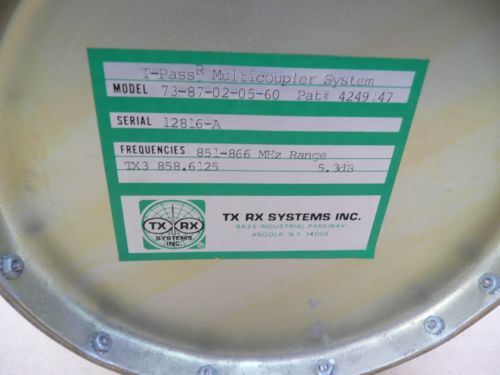 T-Pass R Multicoupler System
MODEL 73-87-02-05-60 Pat# 4249147
SERIAL 12816-A
FREQUENCIES 851-866 MHz Range
TX3 858.6125 5.3dB
TX RX
SYSTEMS
INC.
®
TX RX SYSTEMS INC.
8625 INDUSTRIAL PARKWAY
ANGOLA, N.Y. 14006